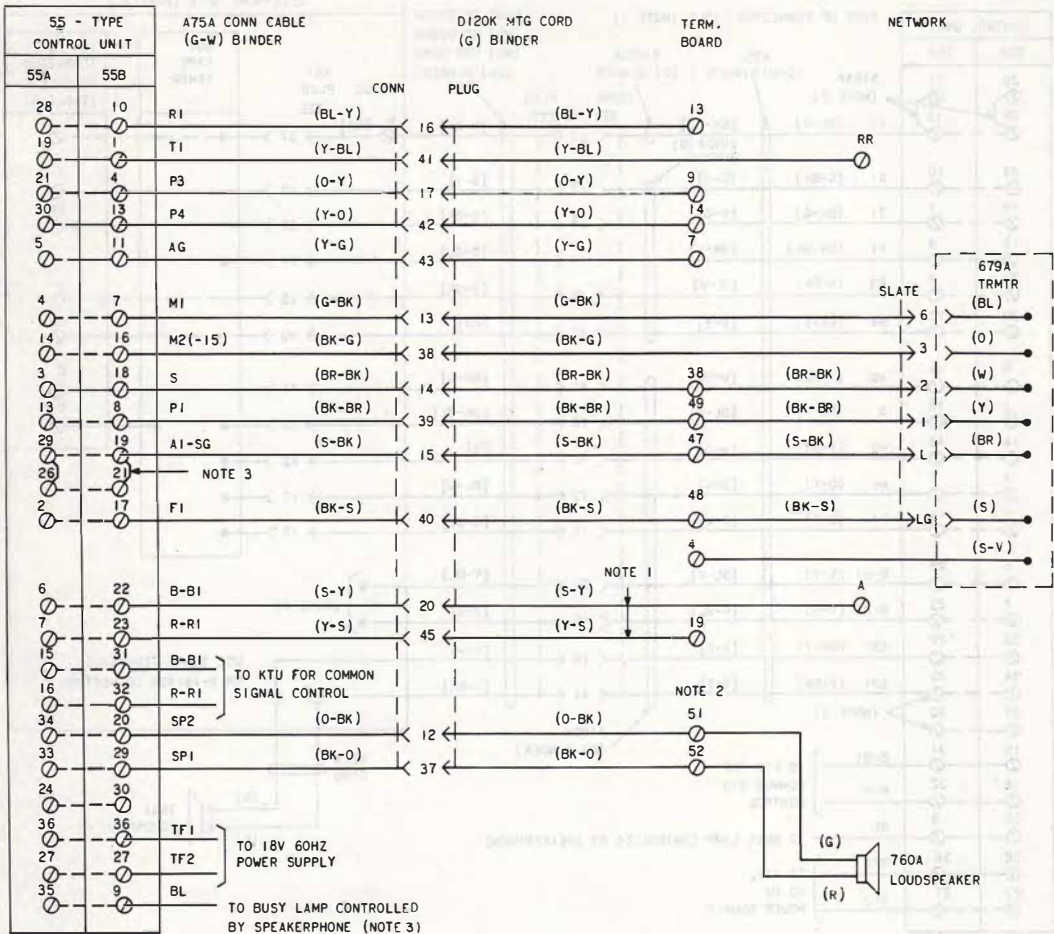 55 - TYPE
CONTROL UNIT
A75A CONN CABLE
(G-W) BINDER
D120K MTG CORD
(G) BINDER
TERM.
BOARD
NETWORK
55A 55B
CONN PLUG
28 10 R1 (BL-Y) 16 (BL-Y) 13
19 1 T1 (Y-BL) 41 (Y-BL) RR
21 4 P3 (O-Y) 17 (O-Y) 9
30 13 P4 (Y-O) 42 (Y-O) 14
5 11 AG (Y-G) 43 (Y-G) 7
679A
TRMTR
SLATE
4 7 M1 (G-BK) 13 (G-BK) 6 (BL)
14 16 M2(-15) (BK-G) 38 (BK-G) 3 (O)
3 18 S (BR-BK) 14 (BR-BK) 38 (BR-BK) 2 (W)
13 8 P1 (BK-BR) 39 (BK-BR) 49 (BK-BR) 1 (Y)
29 19 A1-SG (S-BK) 15 (S-BK) 47 (S-BK) L (BR)
26 21 NOTE 3
2 17 F1 (BK-S) 40 (BK-S) 48 (BK-S) LG (S)
4 (S-V)
NOTE 1
6 22 B-B1 (S-Y) 20 (S-Y) A
7 23 R-R1 (Y-S) 45 (Y-S) 19
15 31 B-B1
16 32 R-R1
TO KTU FOR COMMON
SIGNAL CONTROL
NOTE 2
34 20 SP2 (O-BK) 12 (O-BK) 51
33 29 SP1 (BK-O) 37 (BK-O) 52
24 30
36 36 TF1
27 27 TF2
TO 18V 60HZ
POWER SUPPLY
35 9 BL
TO BUSY LAMP CONTROLLED
BY SPEAKERPHONE (NOTE 3)
(G)
(R)
760A
LOUDSPEAKER